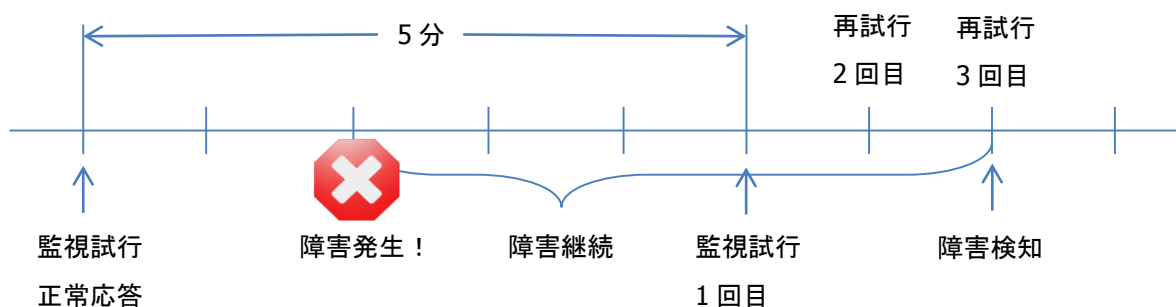 5分
再試行
2回目
再試行
3回目
監視試行
正常応答
障害発生！
障害継続
監視試行
1回目
障害検知